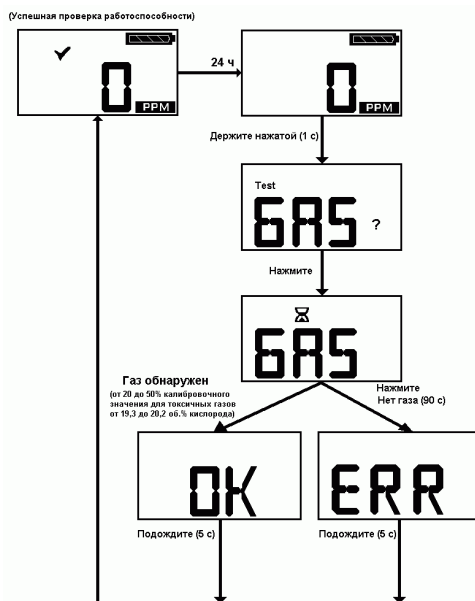 (Успешная проверка работоспособности)
0
PPM
24 ч
0
PPM
Держите нажатой (1 с)
Test
GAS ?
Нажмите
GAS
Газ обнаружен
(от 20 до 50% калибровочного
значения для токсичных газов
от 19,3 до 20,2 об.% кислорода)
Нажмите
Нет газа (90 с)
OK
ERR
Подождите (5 с)
Подождите (5 с)